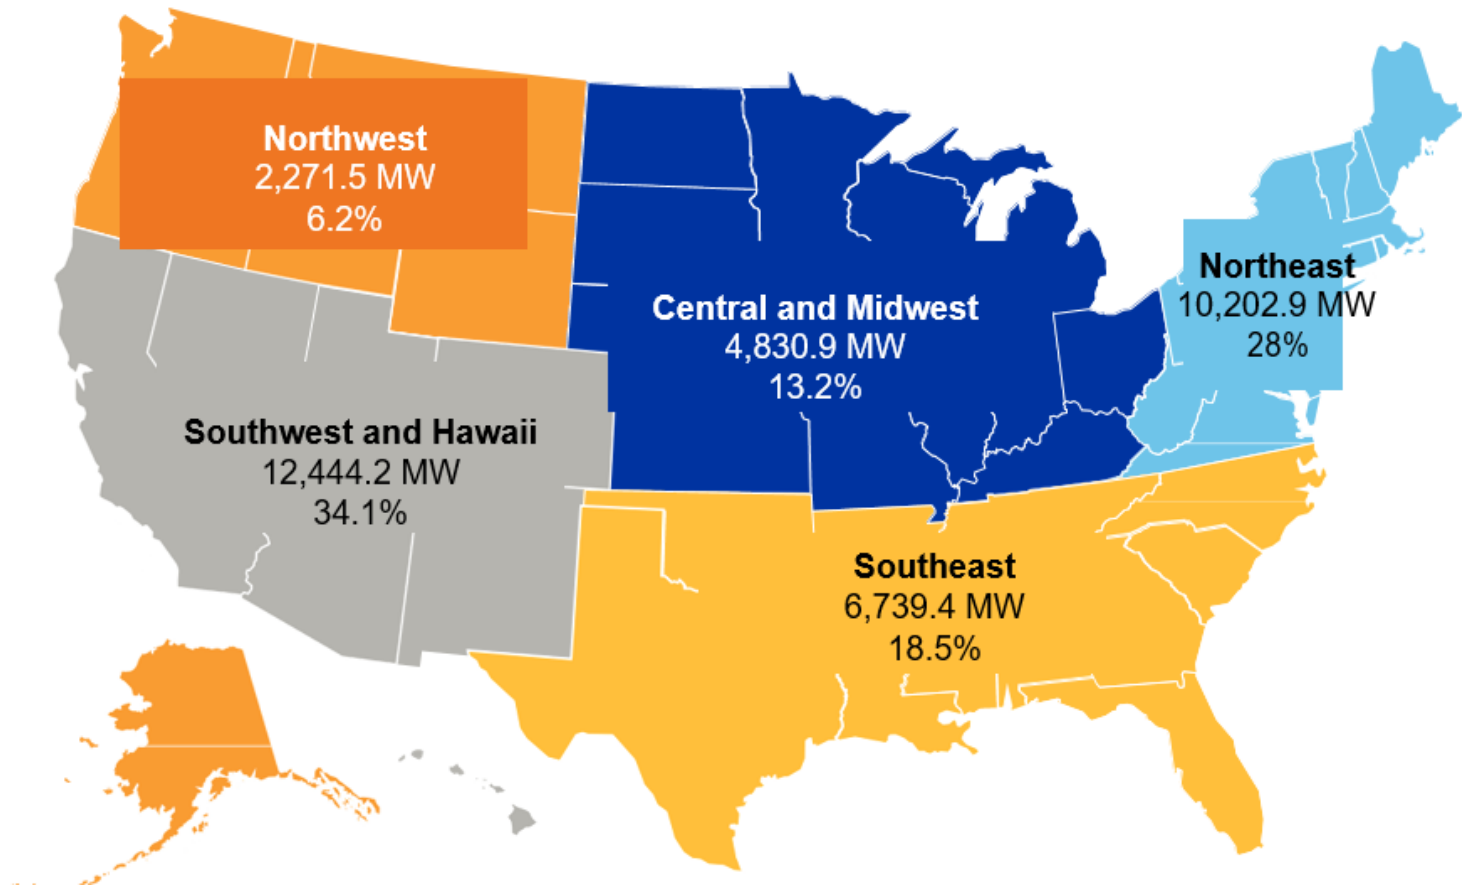 Northwest
2,271.5 MW
6.2%
Northeast
10,202.9 MW
28%
Central and Midwest
4,830.9 MW
13.2%
Southwest and Hawaii
12,444.2 MW
34.1%
Southeast
6,739.4 MW
18.5%